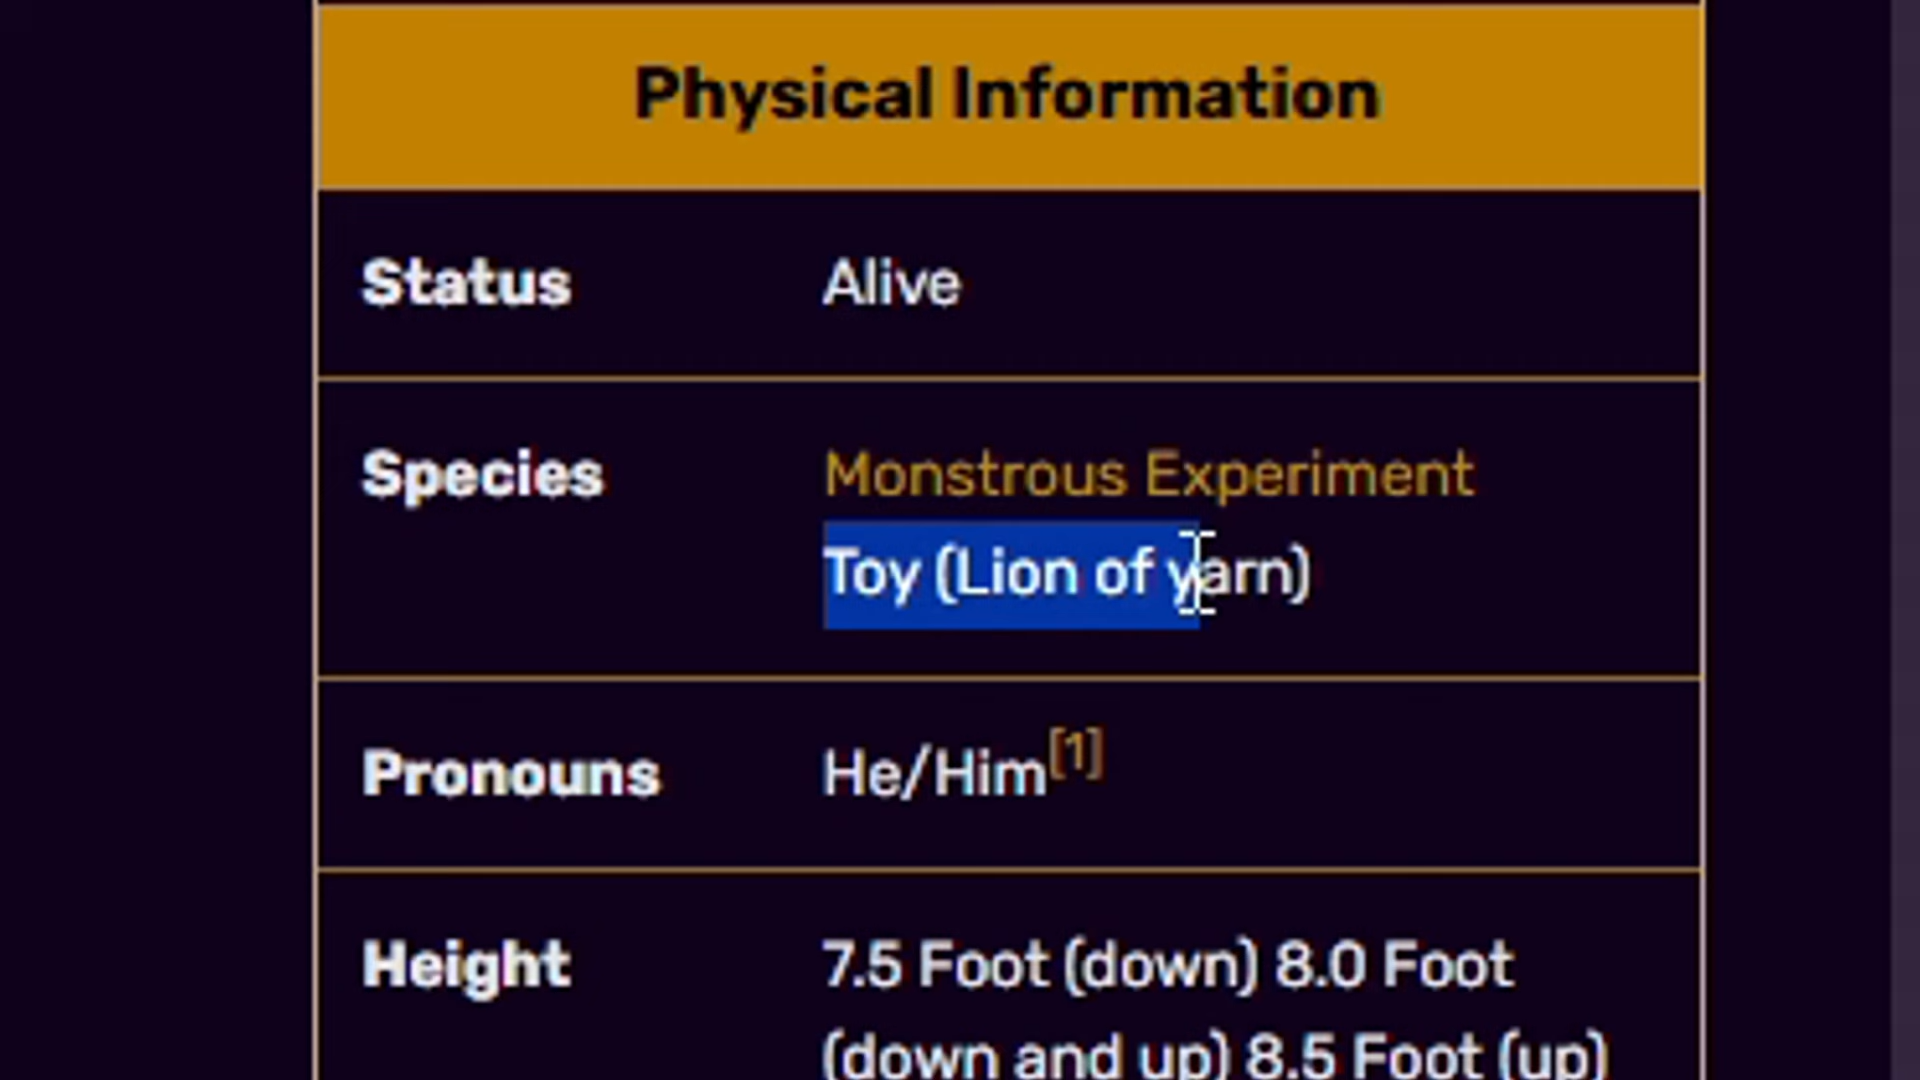 Physical Information
Status Alive
Species Monstrous Experiment
Toy (Lion of yarn)
Pronouns He/Him[1]
Height 7.5 Foot (down) 8.0 Foot
(down and up) 8.5 Foot (up)